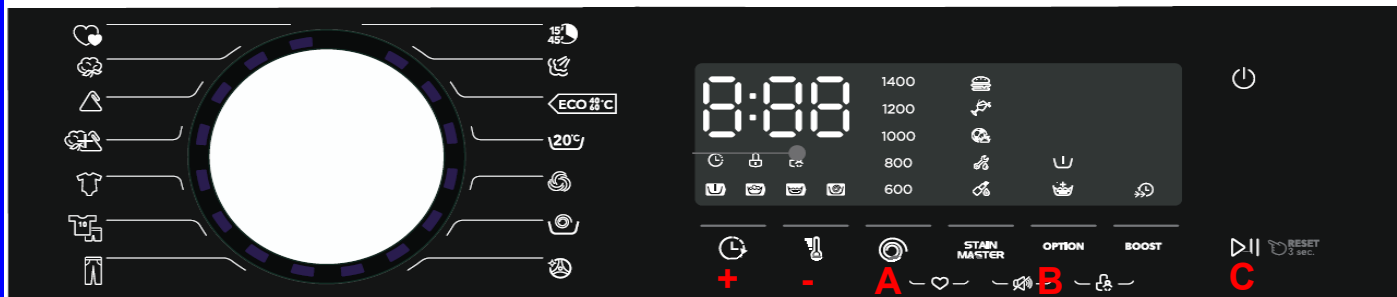 15'
45'
ECO 40 60 °C
20°C
10
8:88
1400
1200
1000
800
600
STAIN
MASTER
OPTION
BOOST
RESET
3 sec.
+
-
A
B
C